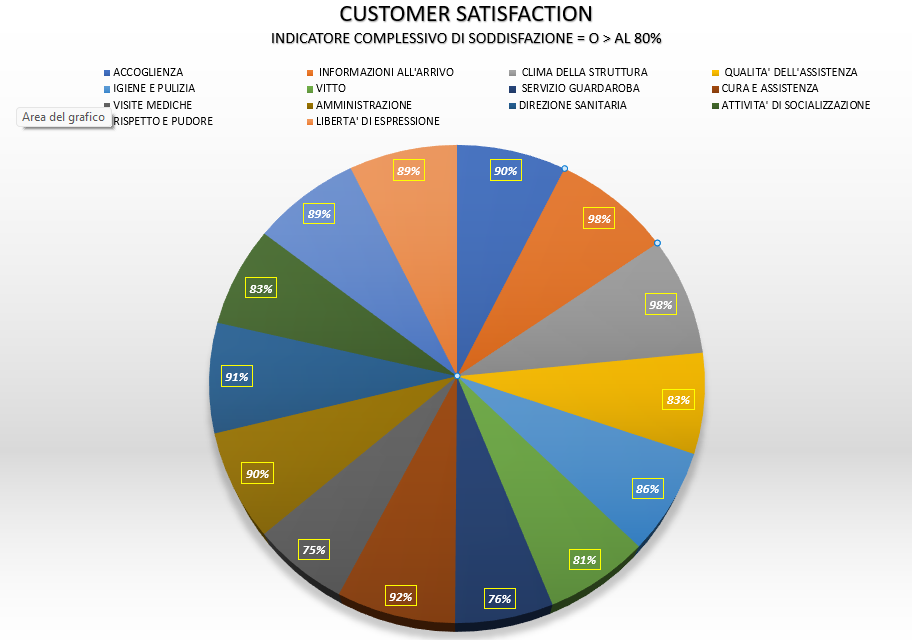 CUSTOMER SATISFACTION
INDICATORE COMPLESSIVO DI SODDISFAZIONE = O > AL 80%
ACCOGLIENZA INFORMAZIONI ALL'ARRIVO CLIMA DELLA STRUTTURA QUALITA' DELL'ASSISTENZA
IGIENE E PULIZIA VITTO SERVIZIO GUARDAROBA CURA E ASSISTENZA
VISITE MEDICHE AMMINISTRAZIONE DIREZIONE SANITARIA ATTIVITA' DI SOCIALIZZAZIONE
Area del grafico
RISPETTO E PUDORE LIBERTA' DI ESPRESSIONE
89% 90%
89% 98%
83% 98%
91% 83%
90% 86%
75% 81%
92% 76%